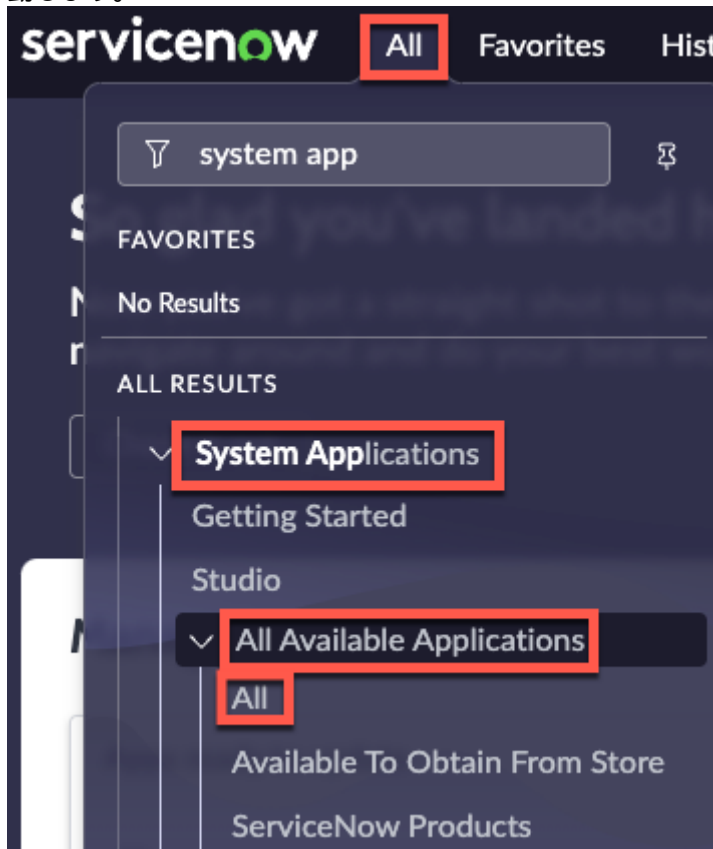 servicenow All Favorites Hist
system app
FAVORITES
No Results
ALL RESULTS
System Applications
Getting Started
Studio
All Available Applications
All
Available To Obtain From Store
ServiceNow Products